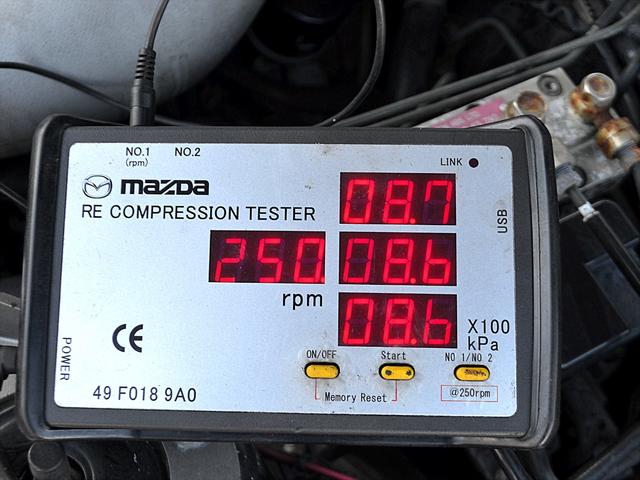 NO.1 NO.2
(rpm)
LINK
mazda
RE COMPRESSION TESTER
USB
08.7
250. 08.6
rpm
08.6
X100
kPa
CE
POWER
ON/OFF Start NO 1/NO 2
Memory Reset
@250rpm
49 F018 9A0